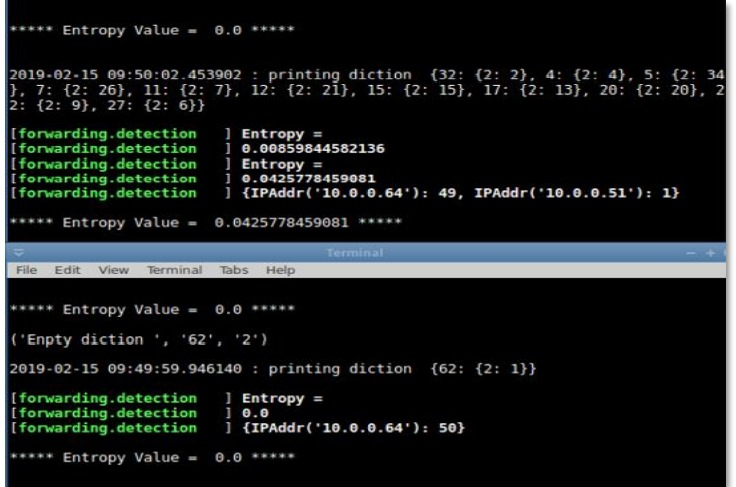 ***** Entropy Value =  0.0 *****
2019-02-15 09:50:02.453902 : printing diction  {32: {2: 2}, 4: {2: 4}, 5: {2: 34
}, 7: {2: 26}, 11: {2: 7}, 12: {2: 21}, 15: {2: 15}, 17: {2: 13}, 20: {2: 20}, 2
2: {2: 9}, 27: {2: 6}}
[forwarding.detection   ] Entropy =
[forwarding.detection   ] 0.00859844582136
[forwarding.detection   ] Entropy =
[forwarding.detection   ] 0.0425778459081
[forwarding.detection   ] {IPAddr('10.0.0.64'): 49, IPAddr('10.0.0.51'): 1}
***** Entropy Value =  0.0425778459081 *****
Terminal
File Edit View Terminal Tabs Help
***** Entropy Value =  0.0 *****
('Enpty diction ', '62', '2')
2019-02-15 09:49:59.946140 : printing diction  {62: {2: 1}}
[forwarding.detection   ] Entropy =
[forwarding.detection   ] 0.0
[forwarding.detection   ] {IPAddr('10.0.0.64'): 50}
***** Entropy Value =  0.0 *****